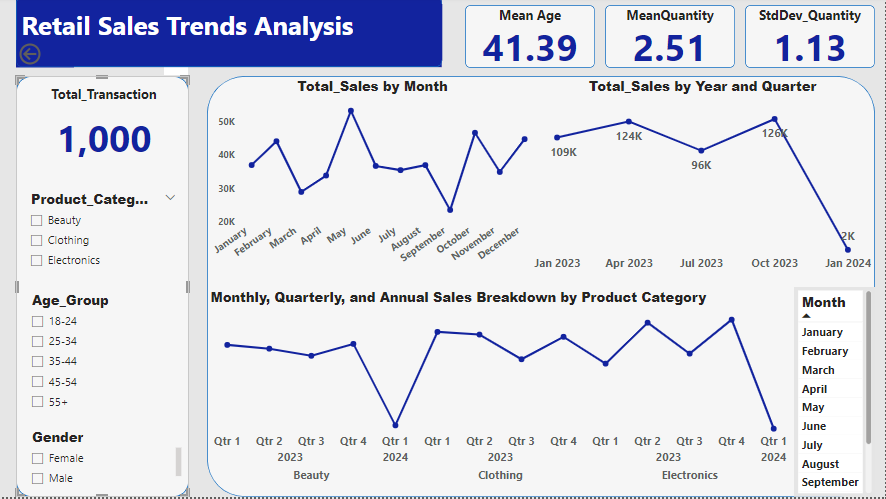 Retail Sales Trends Analysis
Mean Age
41.39
MeanQuantity
2.51
StdDev_Quantity
1.13
Total_Transaction
1,000
Product_Categ...
Beauty
Clothing
Electronics
Age_Group
18-24
25-34
35-44
45-54
55+
Gender
Female
Male
Total_Sales by Month
50K
40K
30K
20K
January
February
March
April
May
June
July
August
September
October
November
December
Total_Sales by Year and Quarter
109K
124K
96K
126K
2K
Jan 2023
Apr 2023
Jul 2023
Oct 2023
Jan 2024
Monthly, Quarterly, and Annual Sales Breakdown by Product Category
Qtr 1 Qtr 2 Qtr 3 Qtr 4 Qtr 1 Qtr 1 Qtr 2 Qtr 3 Qtr 4 Qtr 1 Qtr 2 Qtr 3 Qtr 4 Qtr 1
2023 2024 2023 2023 2024
Beauty Clothing Electronics
Month
January
February
March
April
May
June
July
August
September